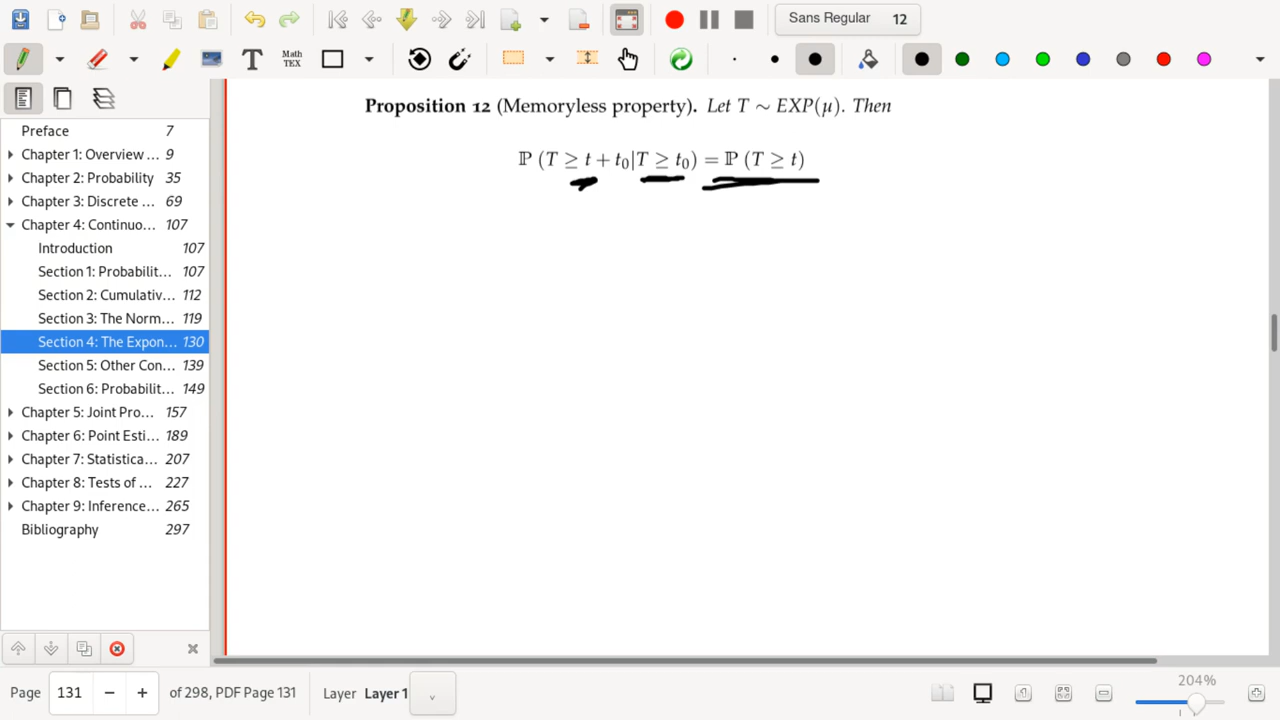 Sans Regular 12
Math
TEX
Preface 7
Chapter 1: Overview ... 9
Chapter 2: Probability 35
Chapter 3: Discrete ... 69
Chapter 4: Continuo... 107
Introduction 107
Section 1: Probabilit... 107
Section 2: Cumulativ... 112
Section 3: The Norm... 119
Section 4: The Expon... 130
Section 5: Other Con... 139
Section 6: Probabilit... 149
Chapter 5: Joint Pro... 157
Chapter 6: Point Esti... 189
Chapter 7: Statistica... 207
Chapter 8: Tests of ... 227
Chapter 9: Inference... 265
Bibliography 297
Proposition 12 (Memoryless property). Let T ∼ EXP(μ). Then
ℙ (T ≥ t + t₀|T ≥ t₀) = ℙ (T ≥ t)
Page 131 of 298, PDF Page 131 Layer Layer 1 204%